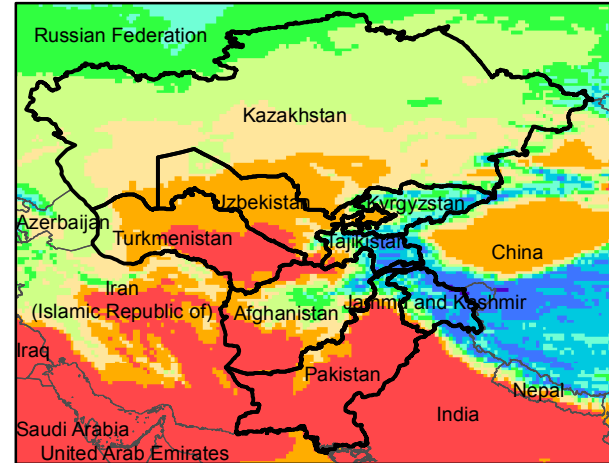 Russian Federation
Kazakhstan
Uzbekistan
Kyrgyzstan
Azerbaijan
Turkmenistan
Tajikistan
China
Iran
(Islamic Republic of)
Afghanistan
Jammu and Kashmir
Iraq
Pakistan
Nepal
India
Saudi Arabia
United Arab Emirates